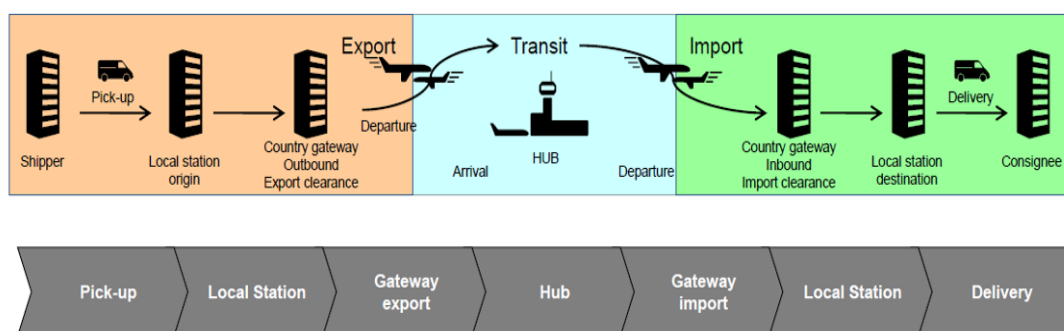 Export
Transit
Import
Pick-up
Delivery
Departure
Shipper
Local station
origin
Country gateway
Outbound
Export clearance
Arrival
HUB
Departure
Country gateway
Inbound
Import clearance
Local station
destination
Consignee
Pick-up
Local Station
Gateway
export
Hub
Gateway
import
Local Station
Delivery